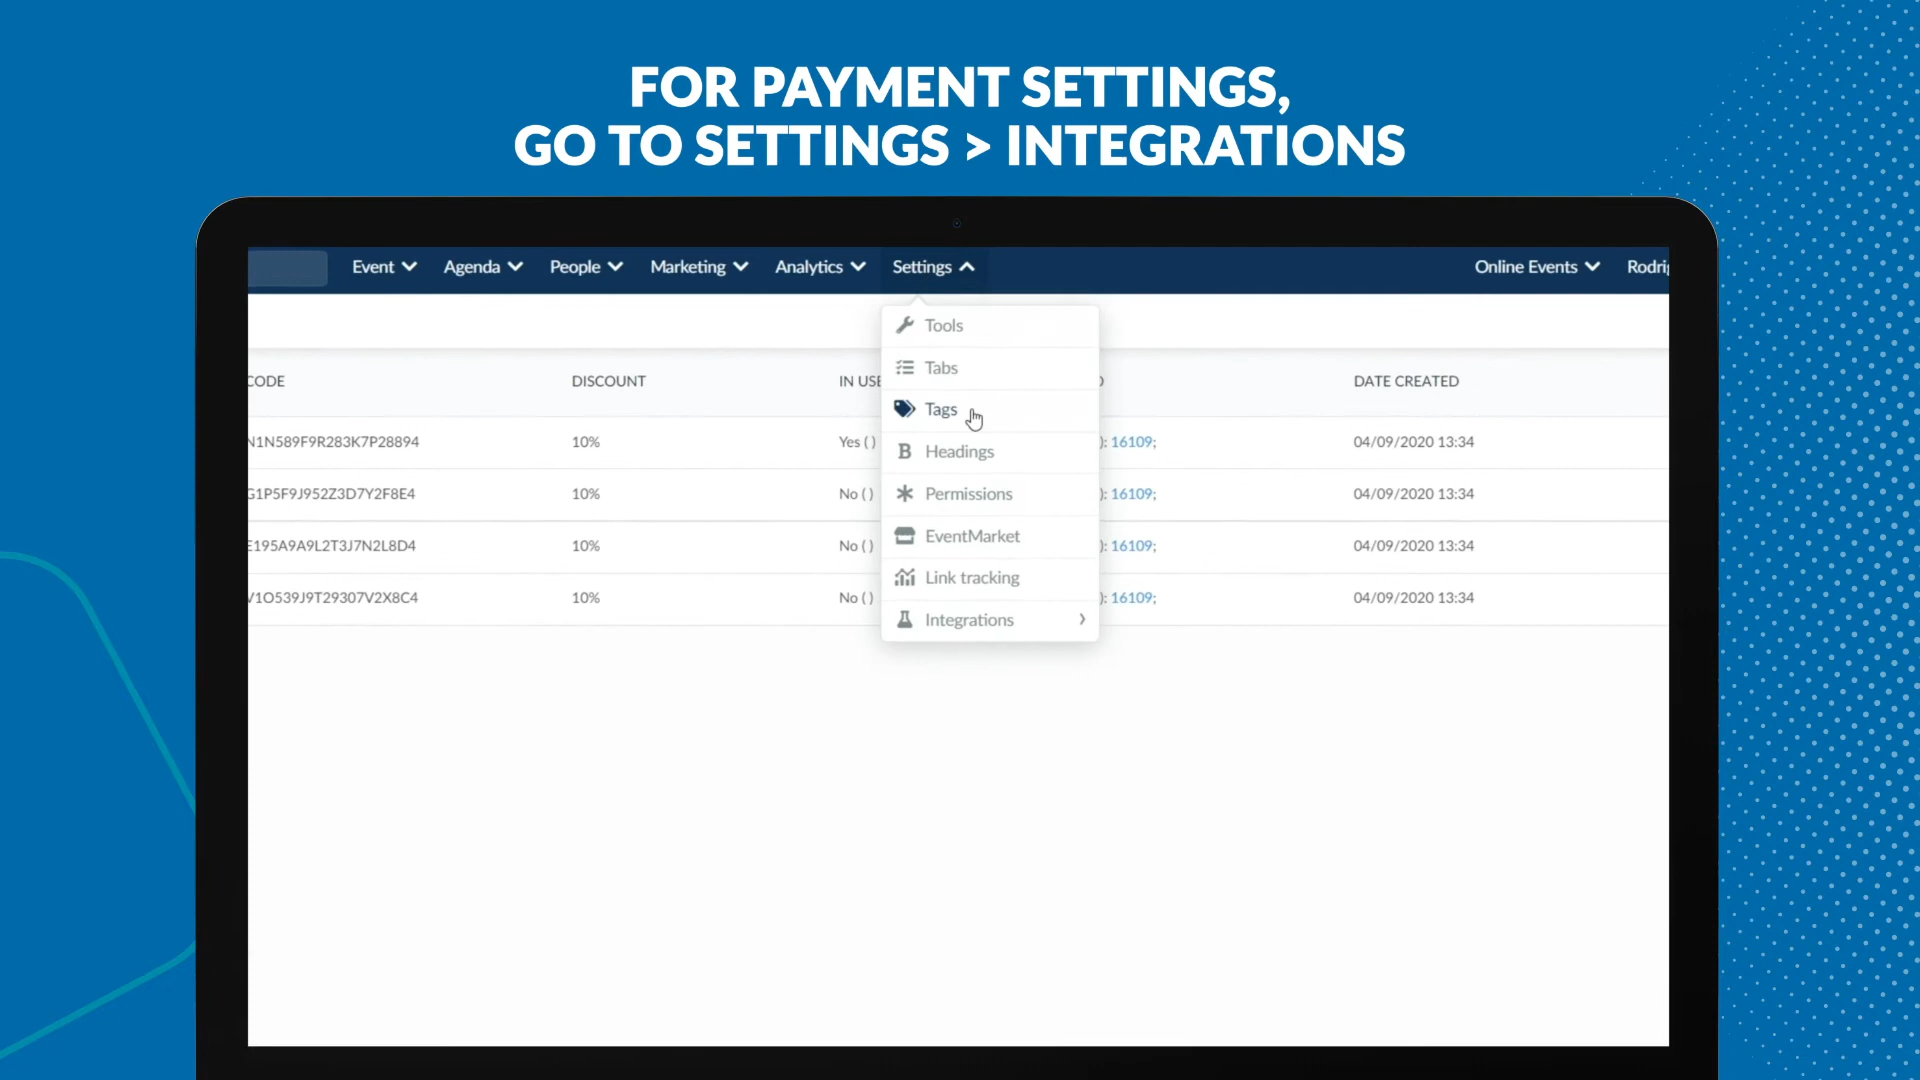 FOR PAYMENT SETTINGS,
GO TO SETTINGS > INTEGRATIONS
Event Agenda People Marketing Analytics Settings Online Events
Tools
Tabs
CODE DISCOUNT DATE CREATED
Tags
N1N589F9R283K7P28894 10% Yes ( ) ): 16109; 04/09/2020 13:34
Headings
G1P5F9J952Z3D7Y2F8E4 10% No ( ) Permissions ): 16109; 04/09/2020 13:34
EventMarket
E195A9A9L2T3J7N2L8D4 10% No ( ) ): 16109; 04/09/2020 13:34
Link tracking
V1O539J9T29307V2X8C4 10% No ( ) ): 16109; 04/09/2020 13:34
Integrations